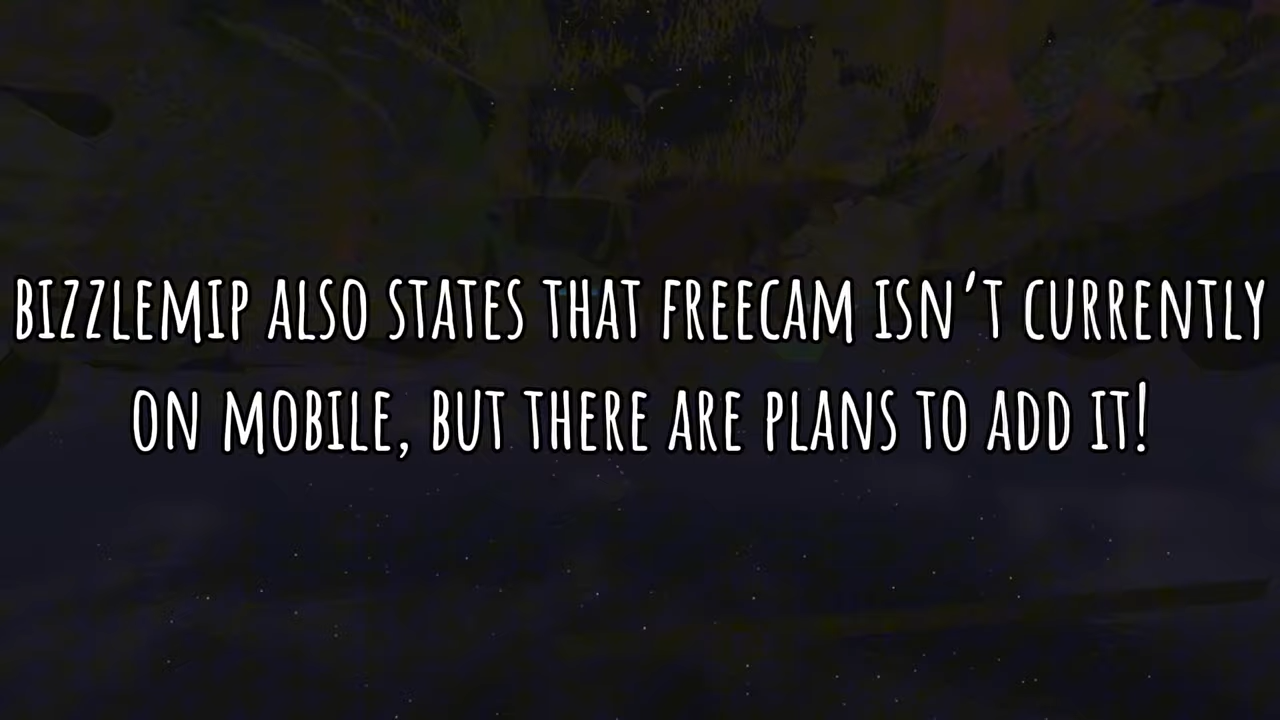 BIZZLEMIP ALSO STATES THAT FREECAM ISN’T CURRENTLY
ON MOBILE, BUT THERE ARE PLANS TO ADD IT!